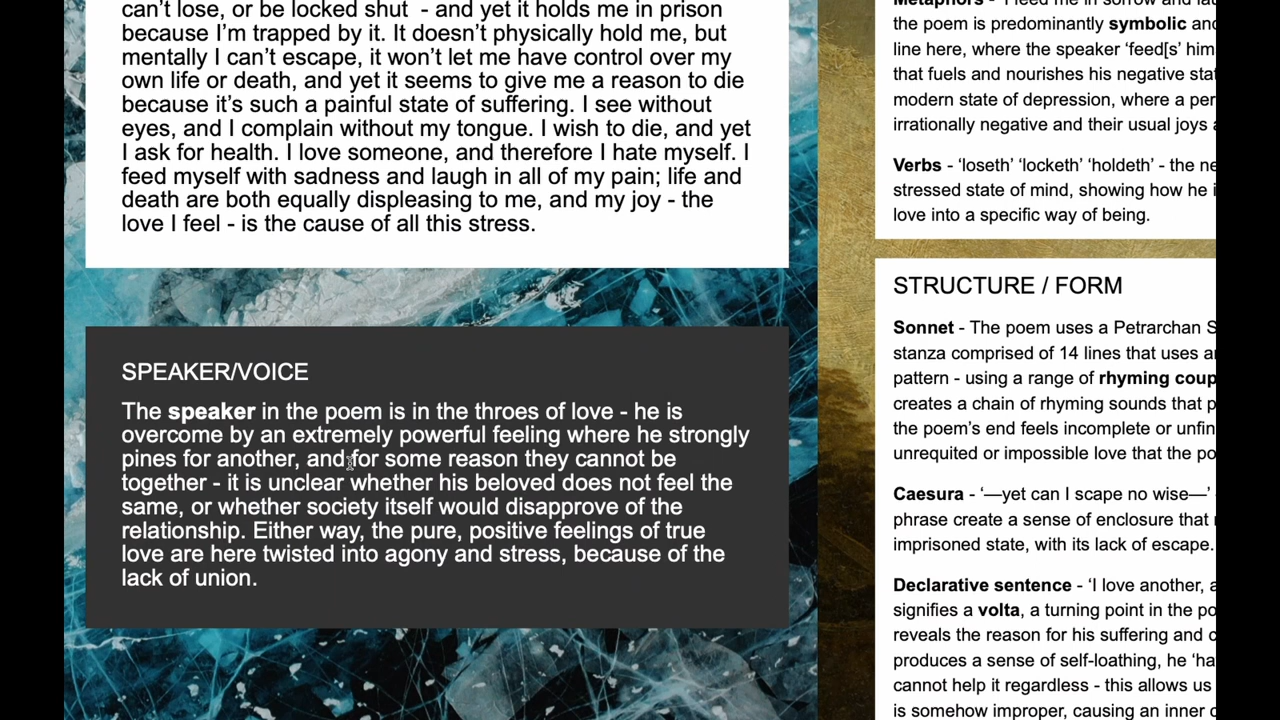 can’t lose, or be locked shut - and yet it holds me in prison
because I’m trapped by it. It doesn’t physically hold me, but
mentally I can’t escape, it won’t let me have control over my
own life or death, and yet it seems to give me a reason to die
because it’s such a painful state of suffering. I see without
eyes, and I complain without my tongue. I wish to die, and yet
I ask for health. I love someone, and therefore I hate myself. I
feed myself with sadness and laugh in all of my pain; life and
death are both equally displeasing to me, and my joy - the
love I feel - is the cause of all this stress.
SPEAKER/VOICE
The speaker in the poem is in the throes of love - he is
overcome by an extremely powerful feeling where he strongly
pines for another, and for some reason they cannot be
together - it is unclear whether his beloved does not feel the
same, or whether society itself would disapprove of the
relationship. Either way, the pure, positive feelings of true
love are here twisted into agony and stress, because of the
lack of union.
Metaphors - ‘I feed me in sorrow and
the poem is predominantly symbolic
line here, where the speaker ‘feed[s’ him
that fuels and nourishes his negative
modern state of depression, where a
irrationally negative and their usual joys
Verbs - ‘loseth’ ‘locketh’ ‘holdeth’ - the
stressed state of mind, showing how he
love into a specific way of being.
STRUCTURE / FORM
Sonnet - The poem uses a Petrarchan S
stanza comprised of 14 lines that uses
pattern - using a range of rhyming coup
creates a chain of rhyming sounds that
the poem’s end feels incomplete or unfin
unrequited or impossible love that the
Caesura - ‘—yet can I scape no wise—’
phrase create a sense of enclosure that
imprisoned state, with its lack of escape.
Declarative sentence - ‘I love another,
signifies a volta, a turning point in the
reveals the reason for his suffering and
produces a sense of self-loathing, he ‘ha
cannot help it regardless - this allows us
is somehow improper, causing an inner